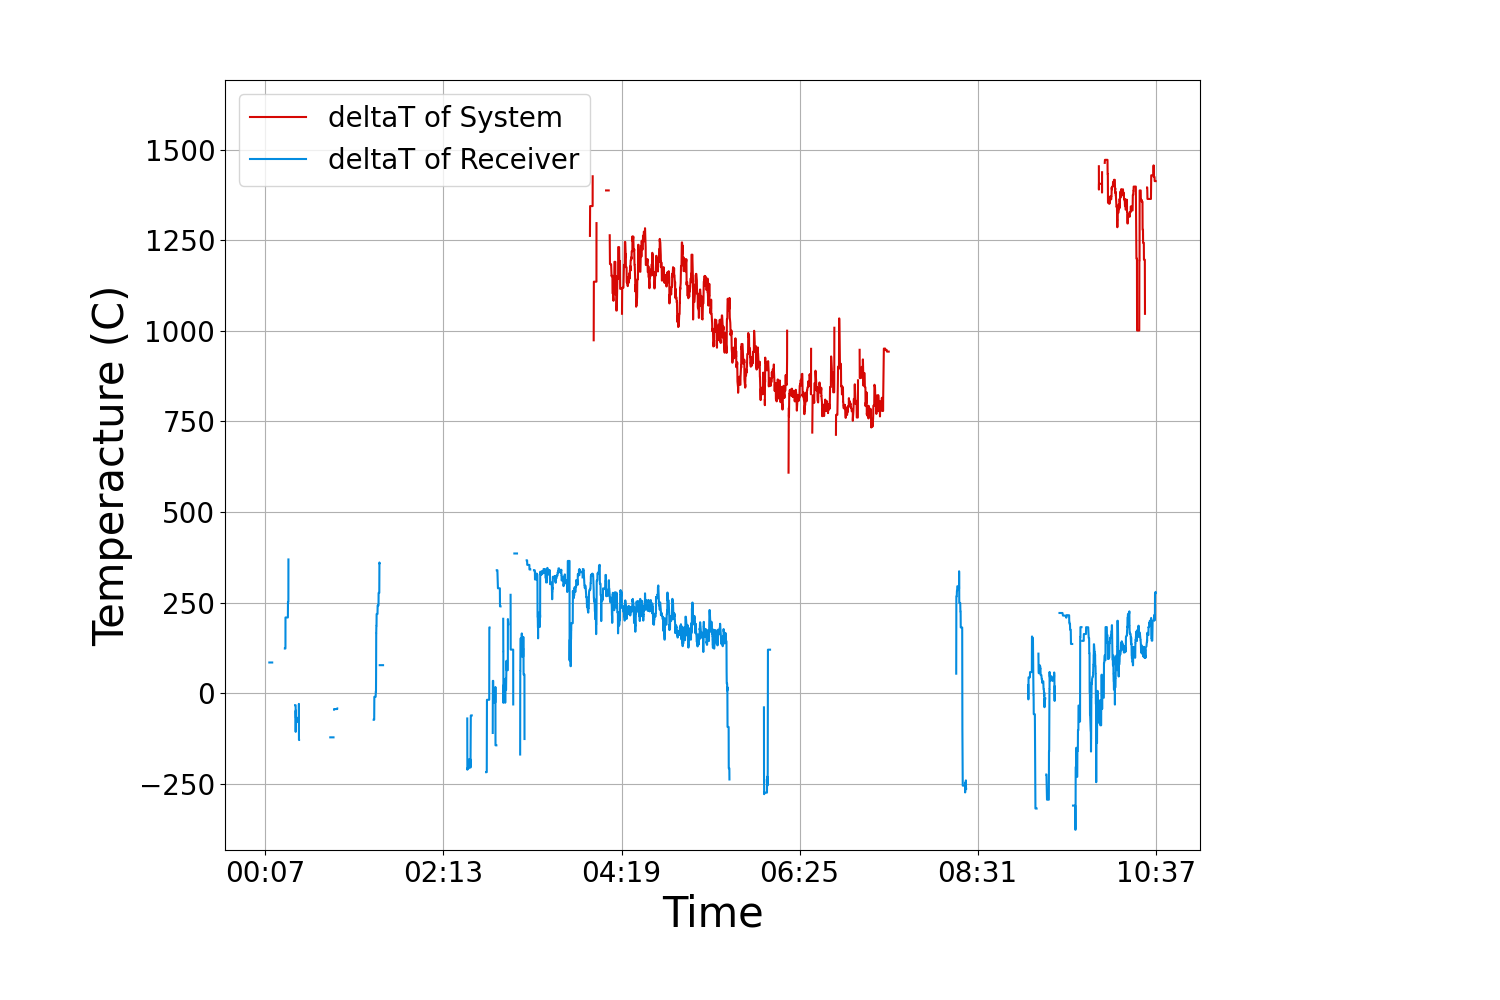 deltaT of System
deltaT of Receiver
Temperacture (C)
1500
1250
1000
750
500
250
0
−250
00:07 02:13 04:19 06:25 08:31 10:37
Time